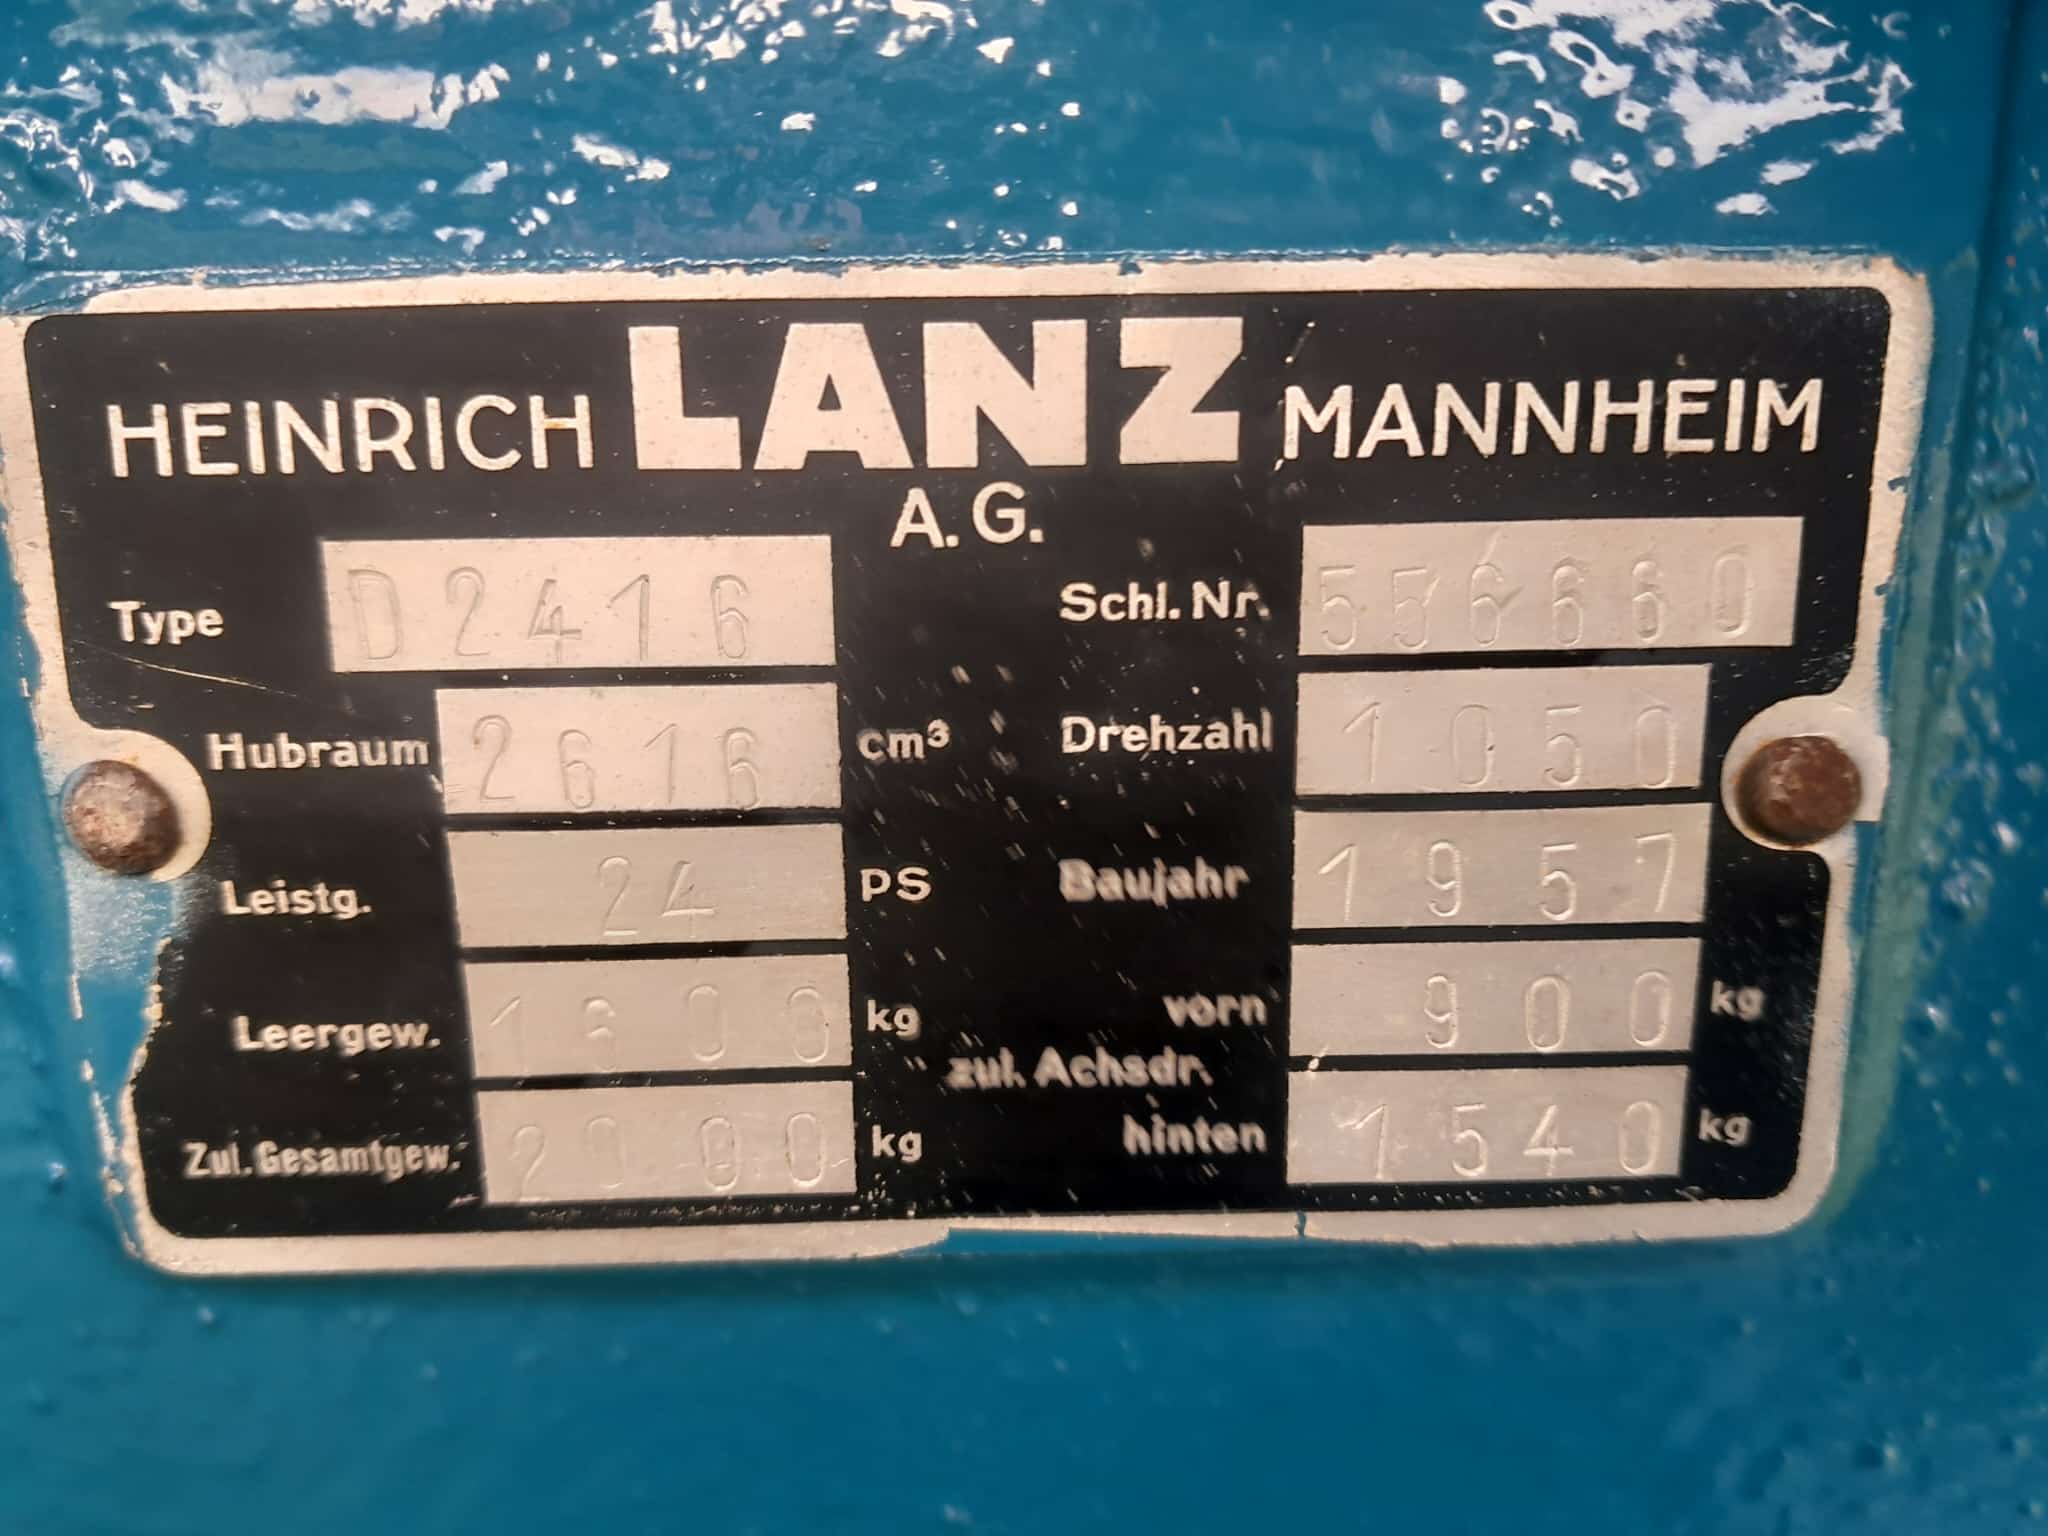 HEINRICH LANZ MANNHEIM
A.G.
Type D2416 Schl. Nr. 556660
Hubraum 2616 cm³ Drehzahl 1050
Leistg. 24 PS Baujahr 1957
Leergew. kg vorn 900 kg
zul. Achsdr.
Zul. Gesamtgew. kg hinten 1540 kg